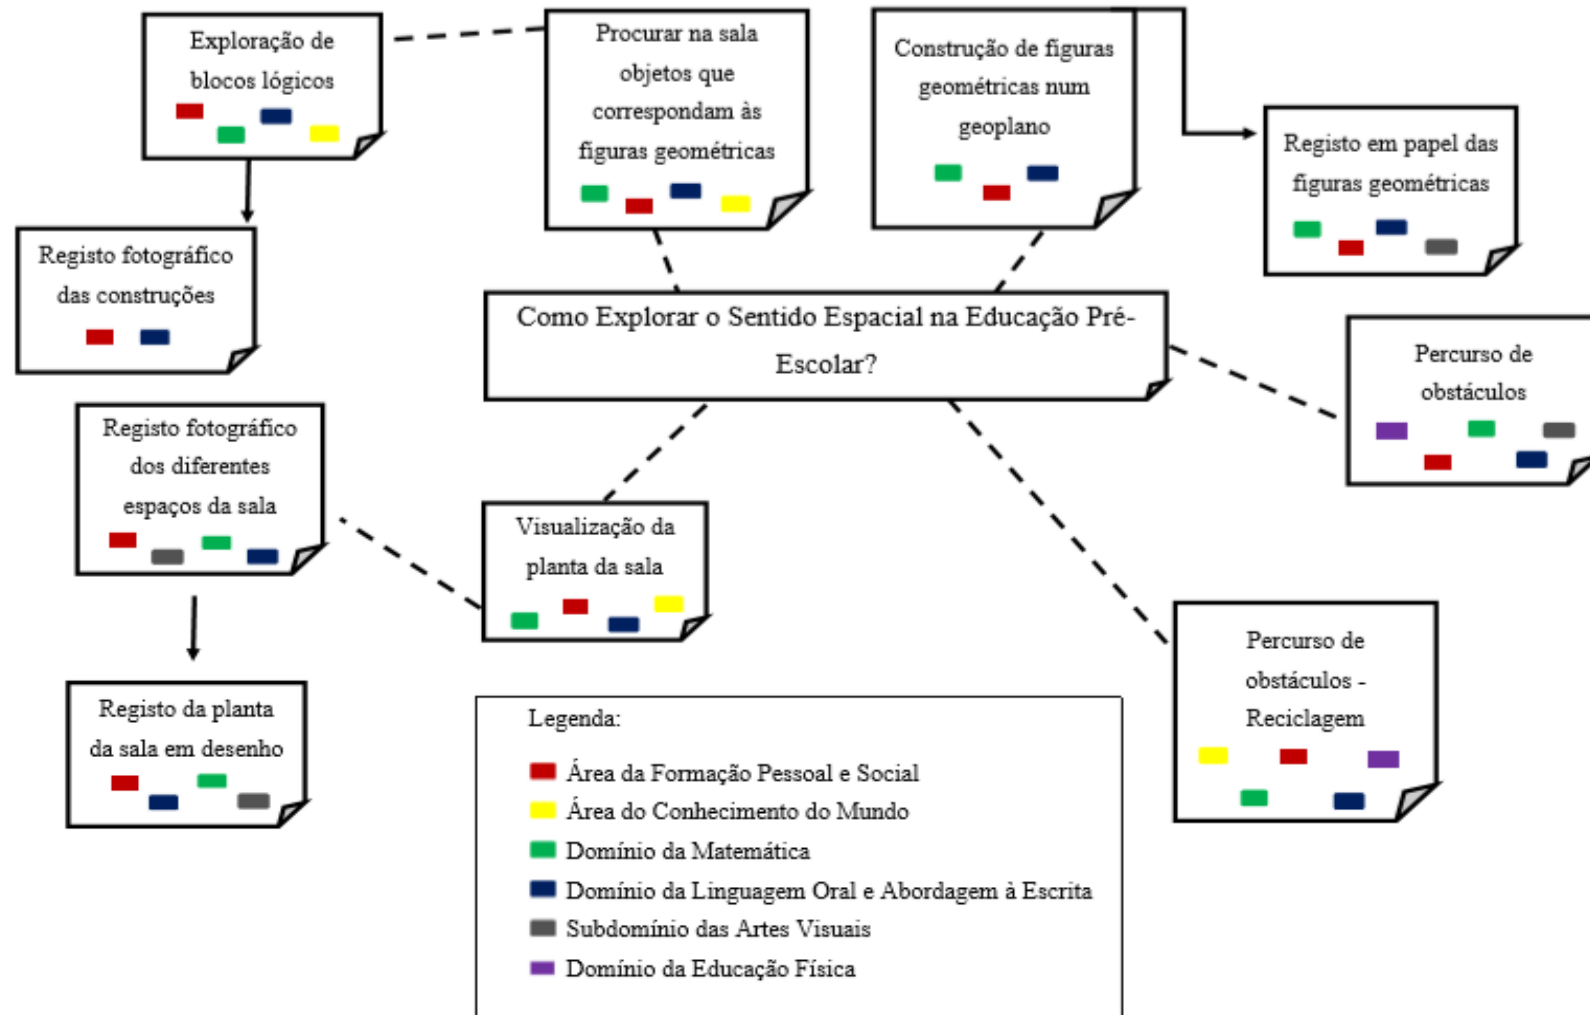 Exploração de
blocos lógicos
Procurar na sala
objetos que
correspondam às
figuras geométricas
Construção de figuras
geométricas num
geoplano
Registo em papel das
figuras geométricas
Registo fotográfico
das construções
Como Explorar o Sentido Espacial na Educação Pré-
Escolar?
Percurso de
obstáculos
Registo fotográfico
dos diferentes
espaços da sala
Visualização da
planta da sala
Percurso de
obstáculos -
Reciclagem
Registo da planta
da sala em desenho
Legenda:
Área da Formação Pessoal e Social
Área do Conhecimento do Mundo
Domínio da Matemática
Domínio da Linguagem Oral e Abordagem à Escrita
Subdomínio das Artes Visuais
Domínio da Educação Física